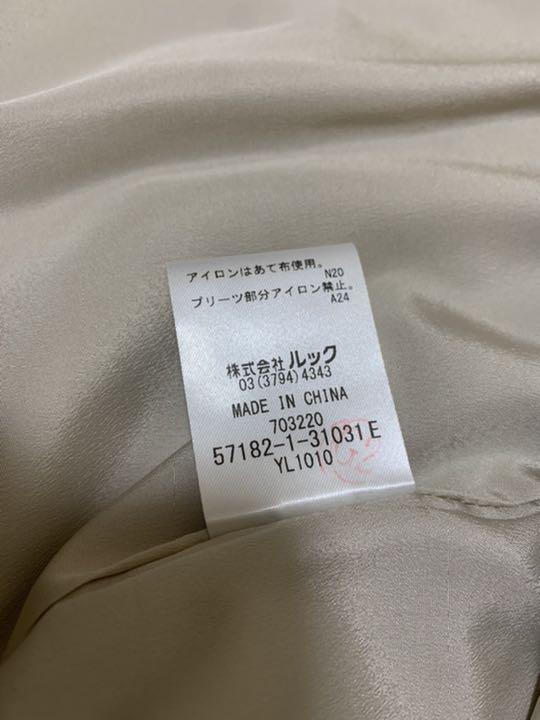 アイロンはあて布使用。
N20
プリーツ部分アイロン禁止。
A24
株式会社ルック
03(3794)4343
MADE IN CHINA
703220
57182-1-31031E
YL1010